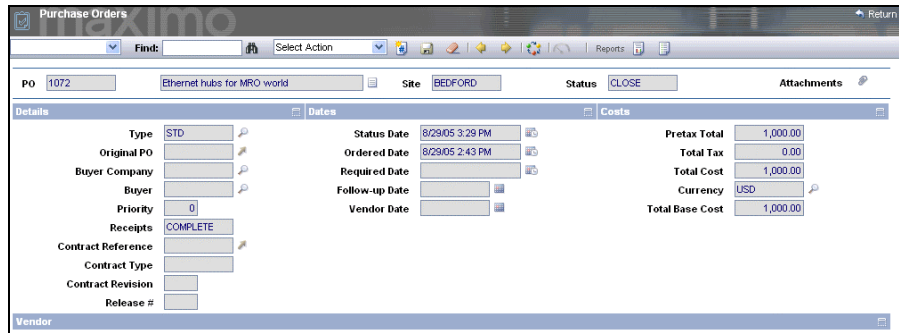 Purchase Orders
maximo
Return
Find: Select Action Reports
PO 1072 Ethernet hubs for MRO world Site BEDFORD Status CLOSE Attachments
Details Dates Costs
Type STD Status Date 8/29/05 3:29 PM Pretax Total 1,000.00
Original PO Ordered Date 8/29/05 2:43 PM Total Tax 0.00
Buyer Company Required Date Total Cost 1,000.00
Buyer Follow-up Date Currency USD
Priority 0 Vendor Date Total Base Cost 1,000.00
Receipts COMPLETE
Contract Reference
Contract Type
Contract Revision
Release #
Vendor